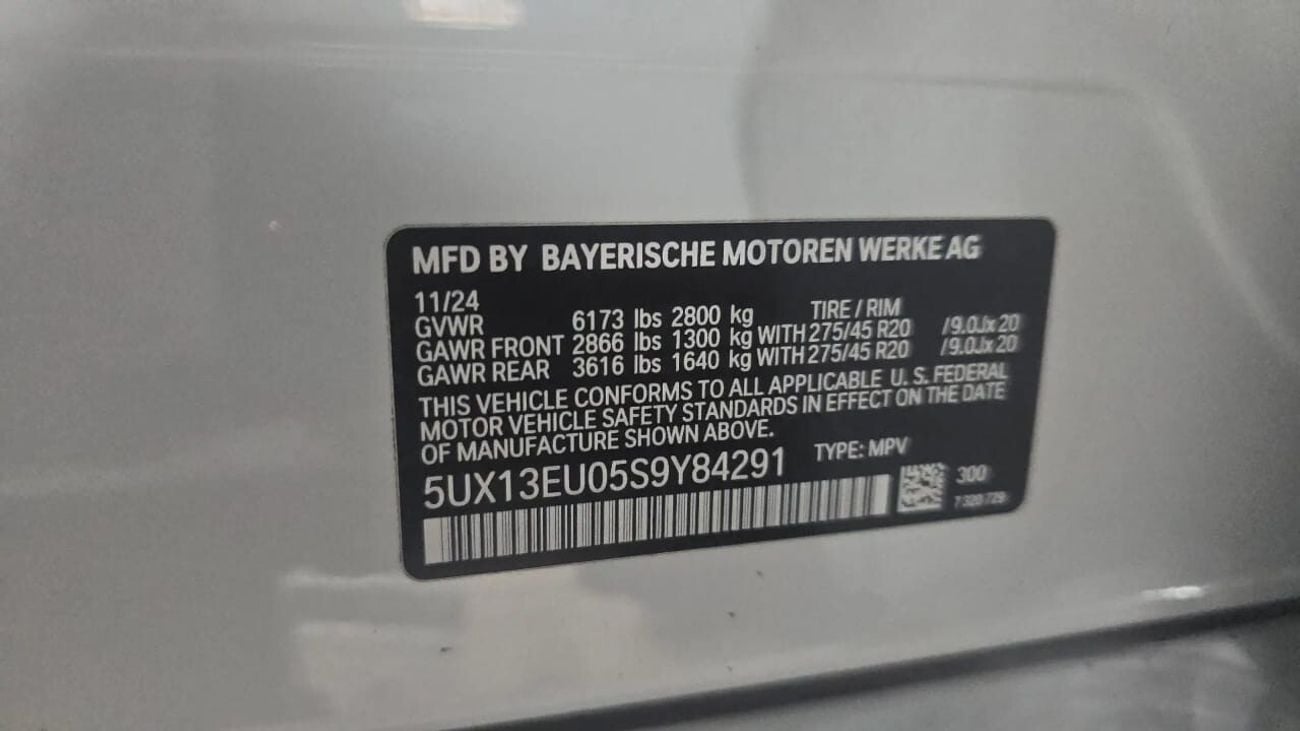 MFD BY BAYERISCHE MOTOREN WERKE AG
11/24 TIRE / RIM
GVWR 6173 lbs 2800 kg
GAWR FRONT 2866 lbs 1300 kg WITH 275/45 R20 /9.0Jx20
GAWR REAR 3616 lbs 1640 kg WITH 275/45 R20 /9.0Jx20
THIS VEHICLE CONFORMS TO ALL APPLICABLE U. S. FEDERAL
MOTOR VEHICLE SAFETY STANDARDS IN EFFECT ON THE DATE
OF MANUFACTURE SHOWN ABOVE.
5UX13EU05S9Y84291 TYPE: MPV
300